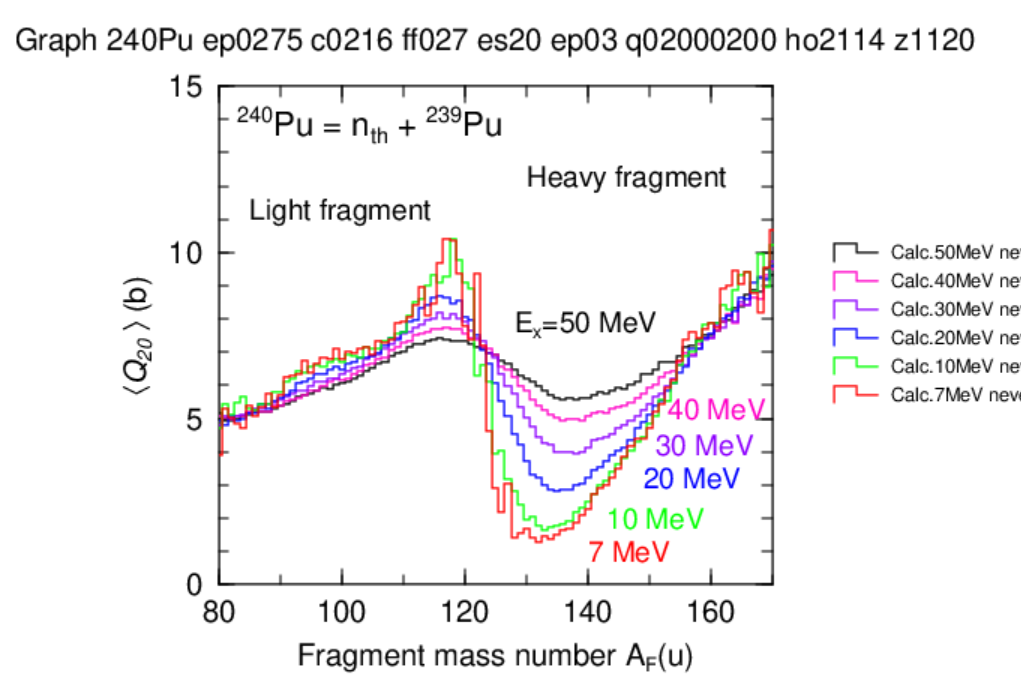 Graph 240Pu ep0275 c0216 ff027 es20 ep03 q02000200 ho2114 z1120
15
10
5
0
²⁴⁰Pu = nth + ²³⁹Pu
Heavy fragment
Light fragment
Ex=50 MeV
40 MeV
30 MeV
20 MeV
10 MeV
7 MeV
⟨Q20⟩ (b)
80 100 120 140 160
Fragment mass number AF(u)
Calc.50MeV
Calc.40MeV
Calc.30MeV
Calc.20MeV
Calc.10MeV
Calc.7MeV